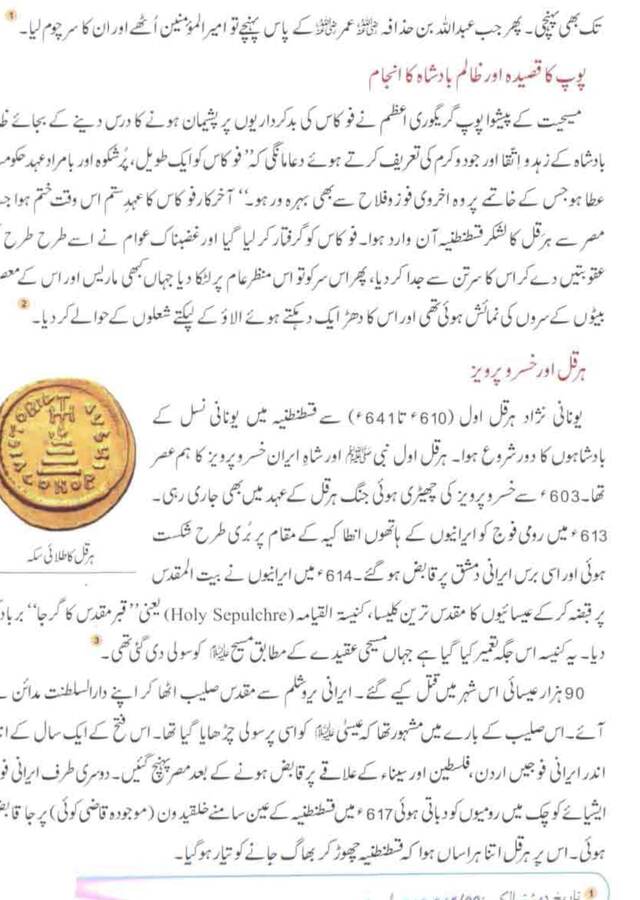 تک بھی پہنچی۔ پھر جب عبداللہ بن حذافہ ﷜ عمر ﷜ کے پاس پہنچے تو امیر المؤمنین اُٹھے اور ان کا سر چوم لیا۔ 1
پوپ کا قصیدہ اور ظالم بادشاہ کا انجام
مسیحیت کے پیشوا پوپ گریگوری اعظم نے فوکاس کی بدکرداریوں پر پشیمان ہونے کا درس دینے کے بجائے
بادشاہ کے زہد و اتقا اور جود و کرم کی تعریف کرتے ہوئے دعا مانگی کہ ”فوکاس کو ایک طویل، پُرشکوہ اور بامراد عہد
عطا ہو جس کے خاتمے پر وہ اخروی فوز و فلاح سے بھی بہرہ ور ہو۔“ آخر کار فوکاس کا عہدِ ستم اس وقت ختم ہوا
مصر سے ہرقل کا لشکر قسطنطنیہ آن وارد ہوا۔ فوکاس کو گرفتار کر لیا گیا اور غضبناک عوام نے اسے طرح طرح
عقوبتیں دے کر اس کا سر تن سے جدا کر دیا، پھر اس سر کو تو اس منظر عام پر لٹکا دیا جہاں کبھی ماریس اور اس کے
بیٹوں کے سروں کی نمائش ہوئی تھی اور اس کا دھڑ ایک دہکتے ہوئے الاؤ کے لپکتے شعلوں کے حوالے کر دیا۔ 2
ہرقل اور خسرو پرویز
یونانی نژاد ہرقل اول (610ء تا 641ء) سے قسطنطنیہ میں یونانی نسل کے
بادشاہوں کا دور شروع ہوا۔ ہرقل اول نبی ﷺ اور شاہِ ایران خسرو پرویز کا ہم عصر
تھا۔ 603ء سے خسرو پرویز کی چھیڑی ہوئی جنگ ہرقل کے عہد میں بھی جاری رہی۔
613ء میں رومی فوج کو ایرانیوں کے ہاتھوں انطاکیہ کے مقام پر بُری طرح شکست
ہوئی اور اسی برس ایرانی دمشق پر قابض ہو گئے۔ 614ء میں ایرانیوں نے بیت المقدس
ہرقل کا طلائی سکہ
پر قبضہ کر کے عیسائیوں کا مقدس ترین کلیسا، کنیسۃ القیامہ (Holy Sepulchre) یعنی ”قبر مقدس کا گرجا“
دیا۔ یہ کنیسہ اس جگہ تعمیر کیا گیا ہے جہاں مسیحی عقیدے کے مطابق مسیح ﷤ کو سولی دی گئی تھی۔ 3
90 ہزار عیسائی اس شہر میں قتل کیے گئے۔ ایرانی یروشلم سے مقدس صلیب اٹھا کر اپنے دارالسلطنت مدائن
آئے۔ اس صلیب کے بارے میں مشہور تھا کہ عیسیٰ ﷤ کو اسی پر سولی چڑھایا گیا تھا۔ اس فتح کے ایک سال کے
اندر ایرانی فوجیں اردن، فلسطین اور سیناء کے علاقے پر قابض ہونے کے بعد مصر پہنچ گئیں۔ دوسری طرف ایرانی
ایشیائے کوچک میں رومیوں کو دباتی ہوئی 617ء میں قسطنطنیہ کے عین سامنے خلقیدون (موجودہ قاضی کوئی) پر جا
ہوئی۔ اس پر ہرقل اتنا ہراساں ہوا کہ قسطنطنیہ چھوڑ کر بھاگ جانے کو تیار ہو گیا۔
1